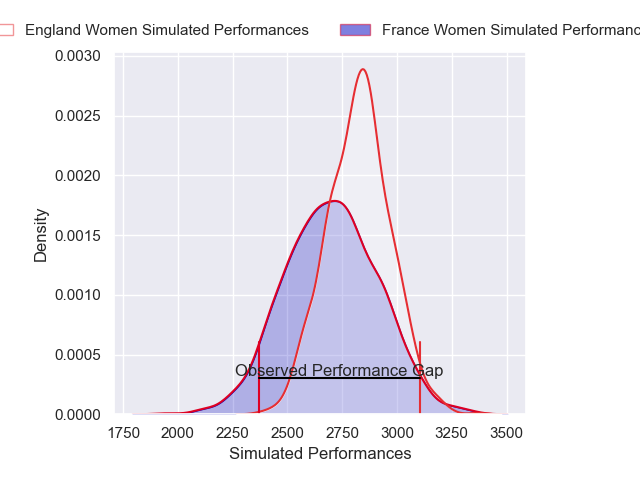 England Women Simulated Performances France Women Simulated Performanc
0.0030
0.0025
0.0020
0.0015
0.0010
0.0005
0.0000
Density
Observed Performance Gap
1750 2000 2250 2500 2750 3000 3250 3500
Simulated Performances